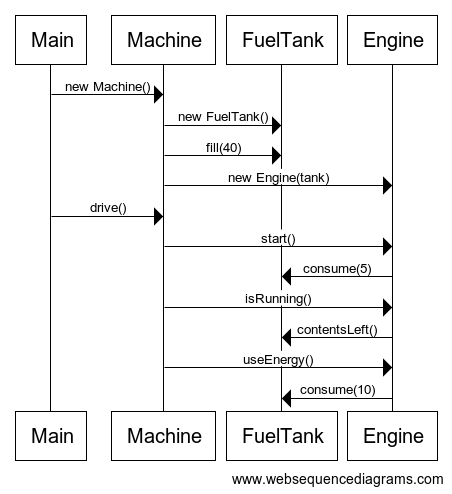 Main Machine FuelTank Engine
new Machine()
new FuelTank()
fill(40)
new Engine(tank)
drive()
start()
consume(5)
isRunning()
contentsLeft()
useEnergy()
consume(10)
Main Machine FuelTank Engine
www.websequencediagrams.com